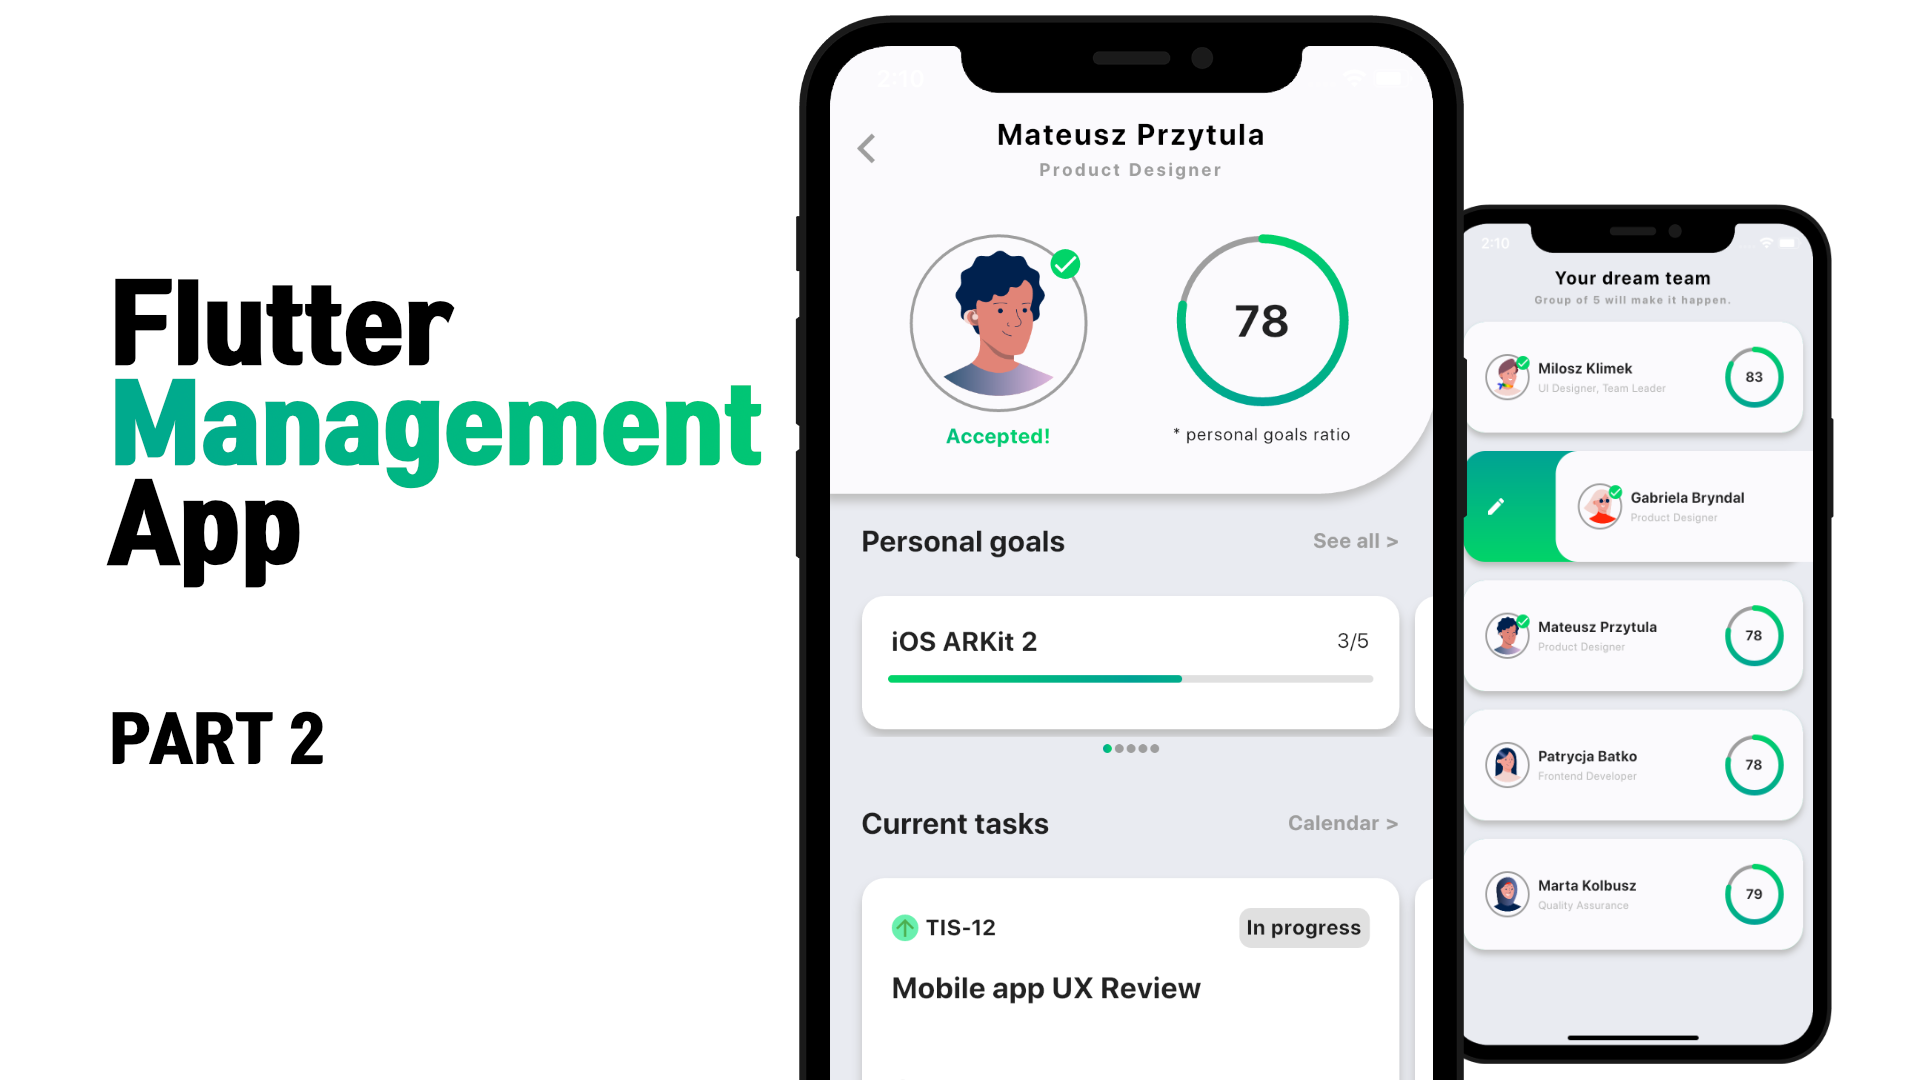 Flutter
Management
App
PART 2
2:10
Mateusz Przytula
Product Designer
78
Accepted!
* personal goals ratio
Personal goals
See all >
iOS ARKit 2
3/5
Current tasks
Calendar >
TIS-12
In progress
Mobile app UX Review
2:10
Your dream team
Group of 5 will make it happen.
Milosz Klimek
UI Designer, Team Leader
83
Gabriela Bryndal
Product Designer
Mateusz Przytula
Product Designer
78
Patrycja Batko
Frontend Developer
78
Marta Kolbusz
Quality Assurance
79